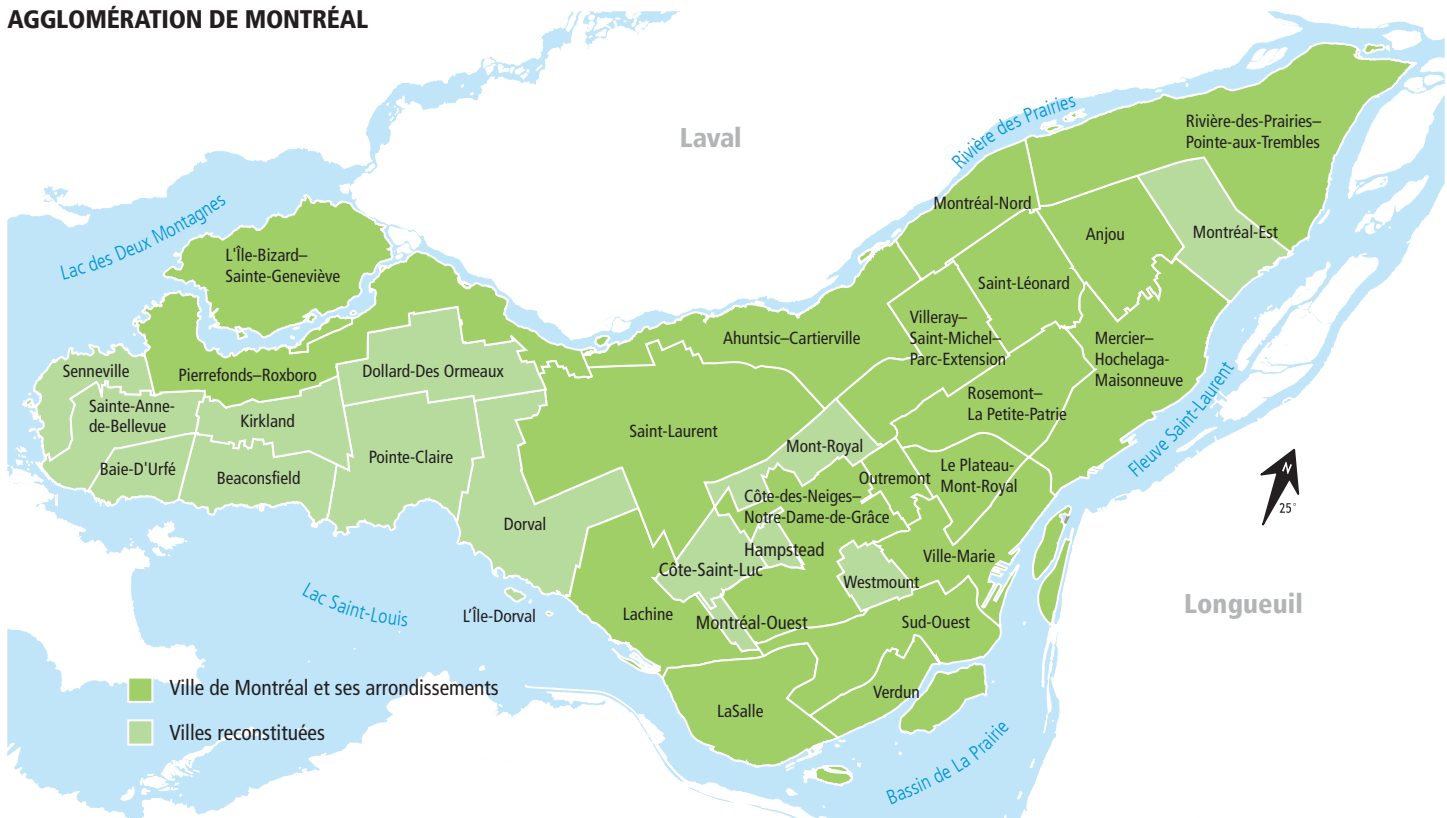 AGGLOMÉRATION DE MONTRÉAL
Laval
Rivière des Prairies
Rivière-des-Prairies–
Pointe-aux-Trembles
Lac des Deux Montagnes
L'Île-Bizard–
Sainte-Geneviève
Montréal-Nord
Anjou
Montréal-Est
Saint-Léonard
Ahuntsic–Cartierville
Villeray–
Saint-Michel–
Parc-Extension
Mercier–
Hochelaga-
Maisonneuve
Senneville
Pierrefonds–Roxboro
Dollard-Des Ormeaux
Sainte-Anne-
de-Bellevue
Kirkland
Rosemont–
La Petite-Patrie
Fleuve Saint-Laurent
Saint-Laurent
Mont-Royal
Baie-D'Urfé
Beaconsfield
Pointe-Claire
Outremont
Le Plateau-
Mont-Royal
N
25°
Côte-des-Neiges–
Notre-Dame-de-Grâce
Dorval
Hampstead
Côte-Saint-Luc
Ville-Marie
Westmount
Lac Saint-Louis
L'Île-Dorval
Lachine
Montréal-Ouest
Sud-Ouest
Longueuil
Verdun
LaSalle
Bassin de La Prairie
Ville de Montréal et ses arrondissements
Villes reconstituées